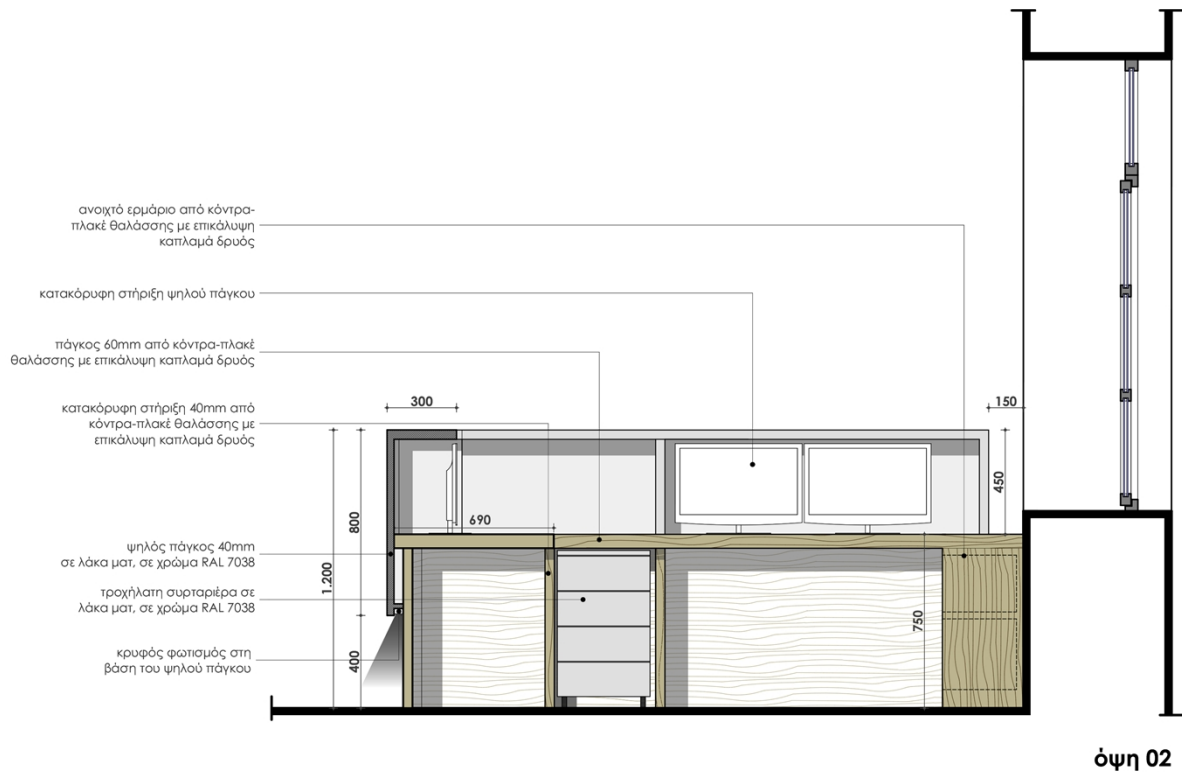 ανοιχτό ερμάριο από κόντρα-
πλακέ θαλάσσης με επικάλυψη
καπλαμά δρυός
κατακόρυφη στήριξη ψηλού πάγκου
πάγκος 60mm από κόντρα-πλακέ
θαλάσσης με επικάλυψη καπλαμά δρυός
κατακόρυφη στήριξη 40mm από
κόντρα-πλακέ θαλάσσης με
επικάλυψη καπλαμά δρυός
ψηλός πάγκος 40mm
σε λάκα ματ, σε χρώμα RAL 7038
τροχήλατη συρταριέρα σε
λάκα ματ, σε χρώμα RAL 7038
κρυφός φωτισμός στη
βάση του ψηλού πάγκου
300
150
450
800
690
1.200
750
400
όψη 02